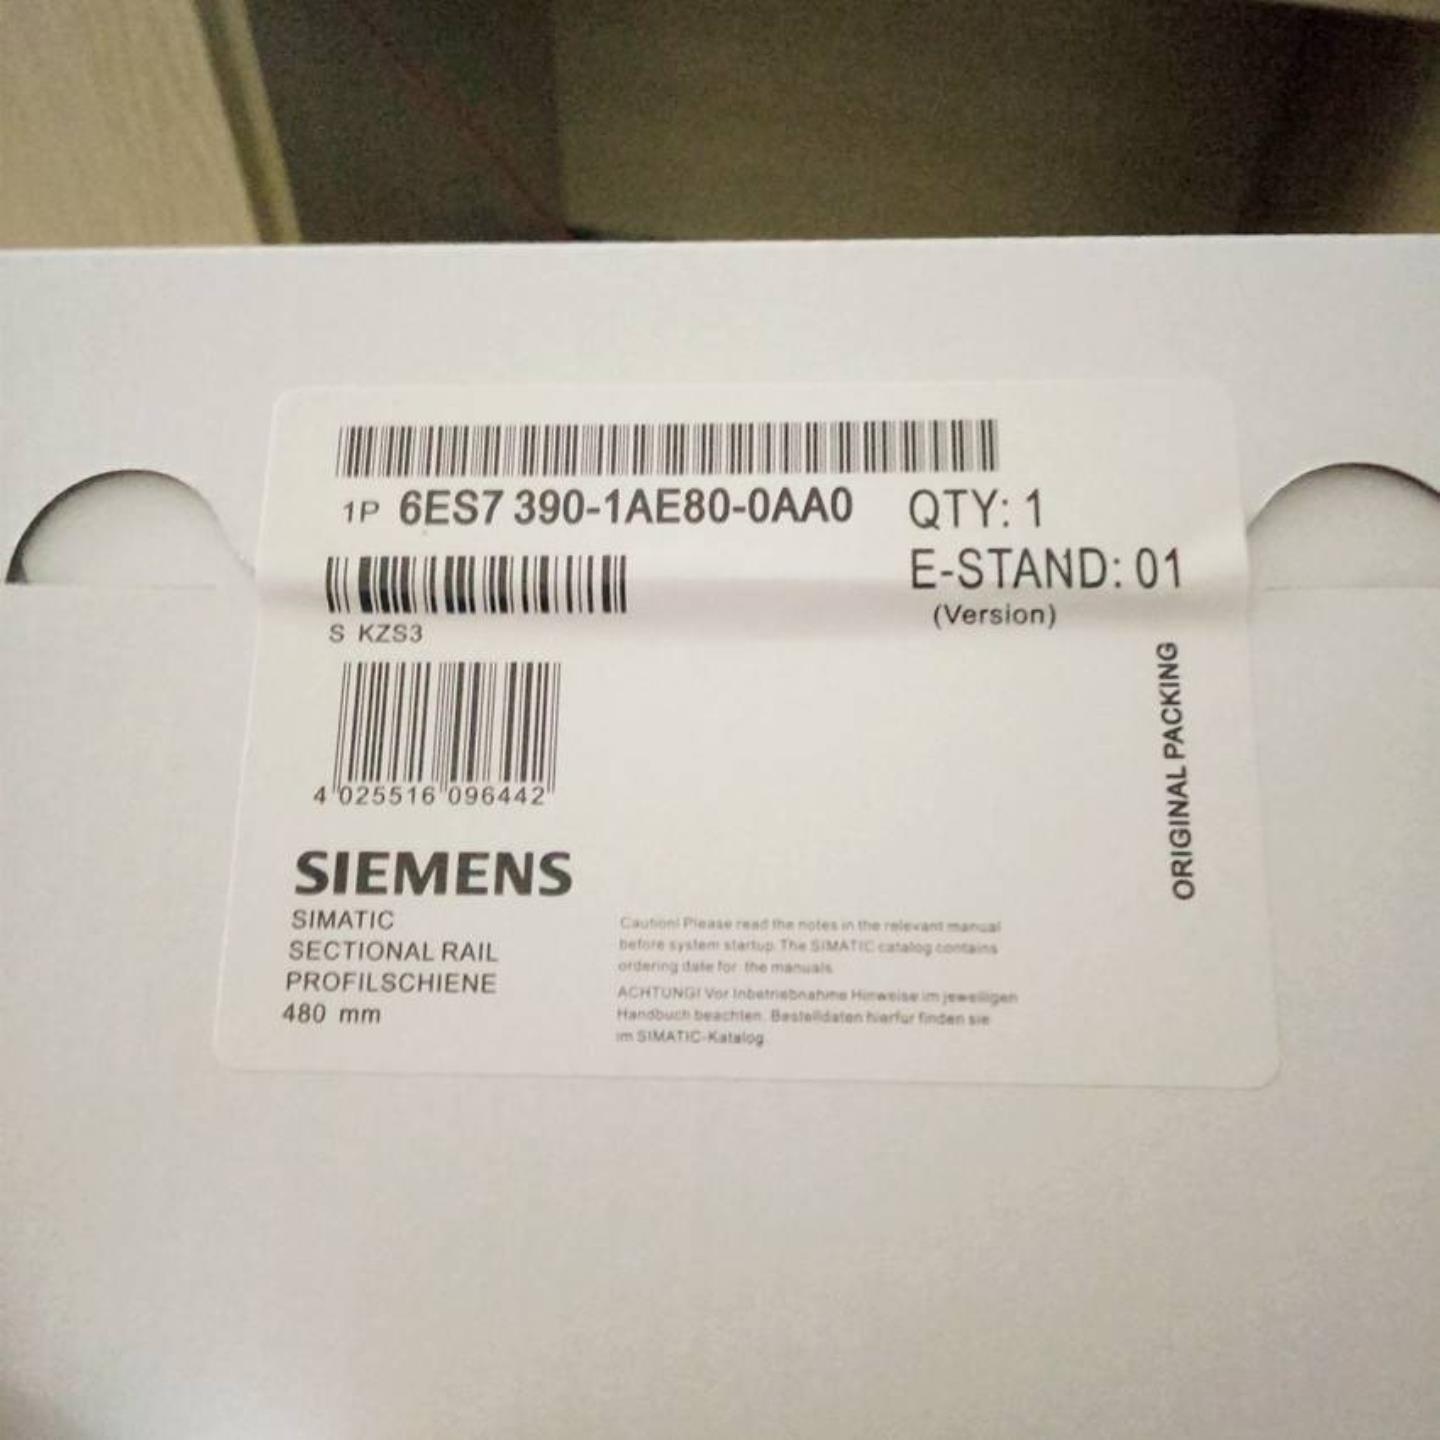 1P 6ES7 390-1AE80-0AA0 QTY: 1
E-STAND: 01
(Version)
S KZS3
4 025516 096442
ORIGINAL PACKING
SIEMENS
SIMATIC
SECTIONAL RAIL
PROFILSCHIENE
480 mm
Caution! Please read the notes in the relevant manual
before system startup. The SIMATIC catalog contains
ordering date for the manuals.
ACHTUNG! Vor Inbetriebnahme Hinweise im jeweiligen
Handbuch beachten. Bestelldaten hierfur finden sie
im SIMATIC-Katalog.